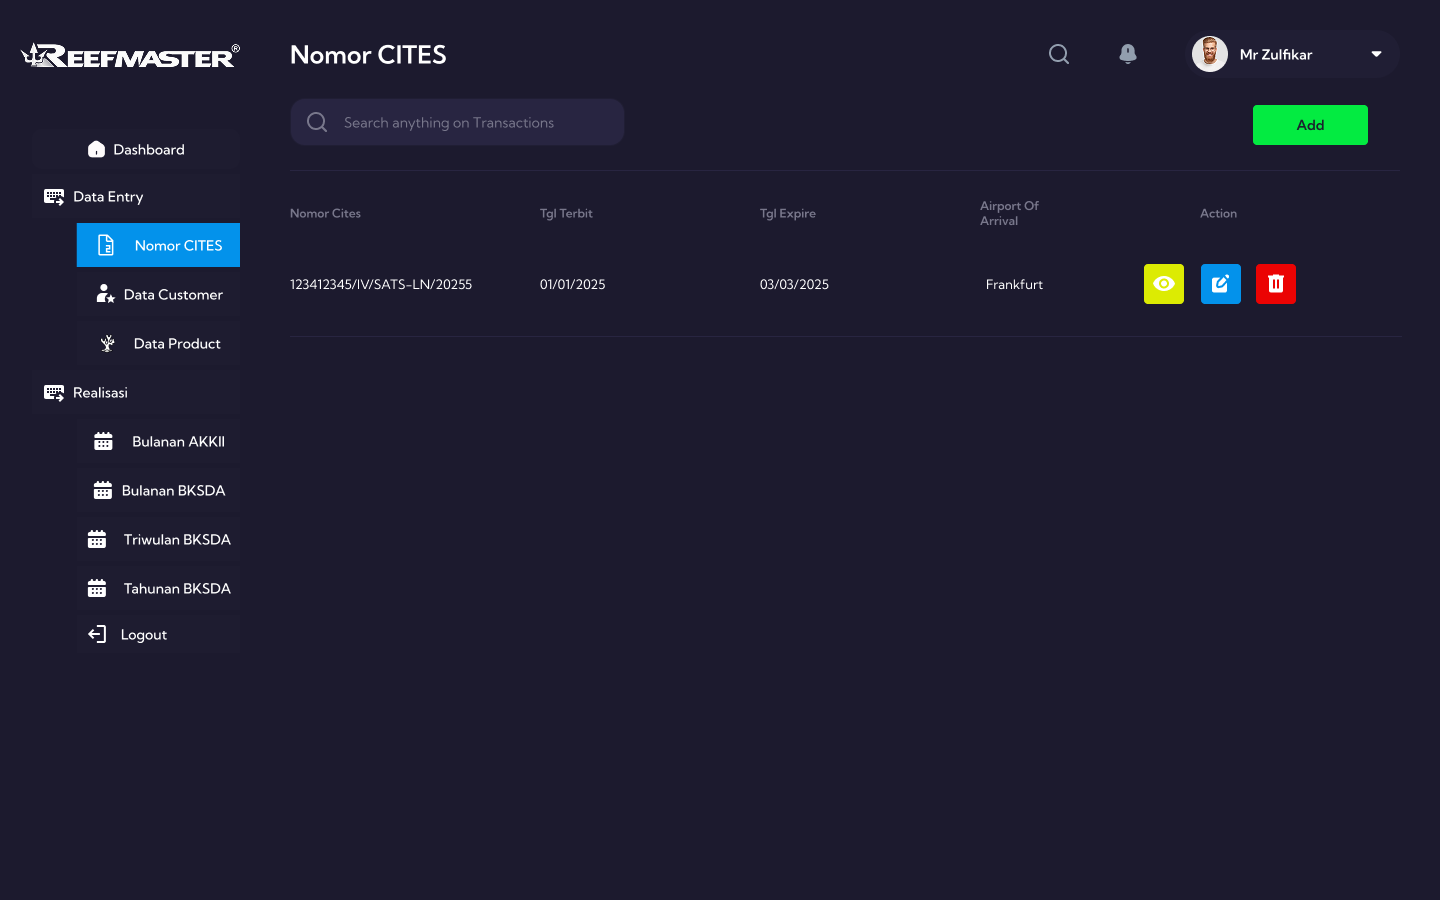 REEFMASTER®
Nomor CITES
Mr Zulfikar
Search anything on Transactions
Add
Dashboard
Data Entry
Nomor CITES
Data Customer
Data Product
Realisasi
Bulanan AKKII
Bulanan BKSDA
Triwulan BKSDA
Tahunan BKSDA
Logout
Nomor Cites
Tgl Terbit
Tgl Expire
Airport Of
Arrival
Action
123412345/IV/SATS-LN/20255
01/01/2025
03/03/2025
Frankfurt